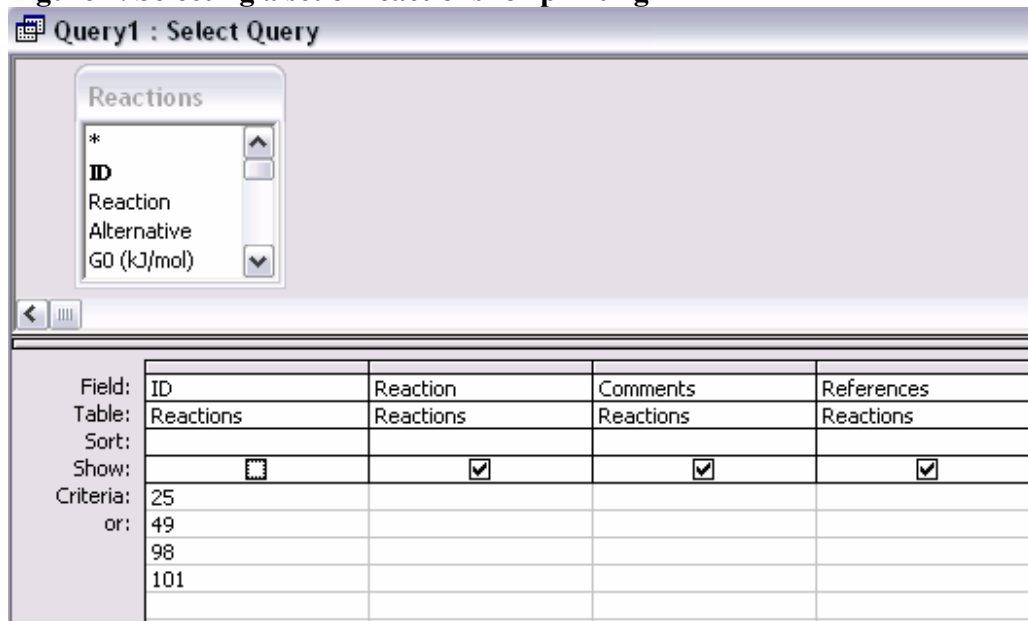 Query1 : Select Query
Reactions
*
ID
Reaction
Alternative
G0 (kJ/mol)
Field: ID Reaction Comments References
Table: Reactions Reactions Reactions Reactions
Sort:
Show:
Criteria: 25
or: 49
98
101